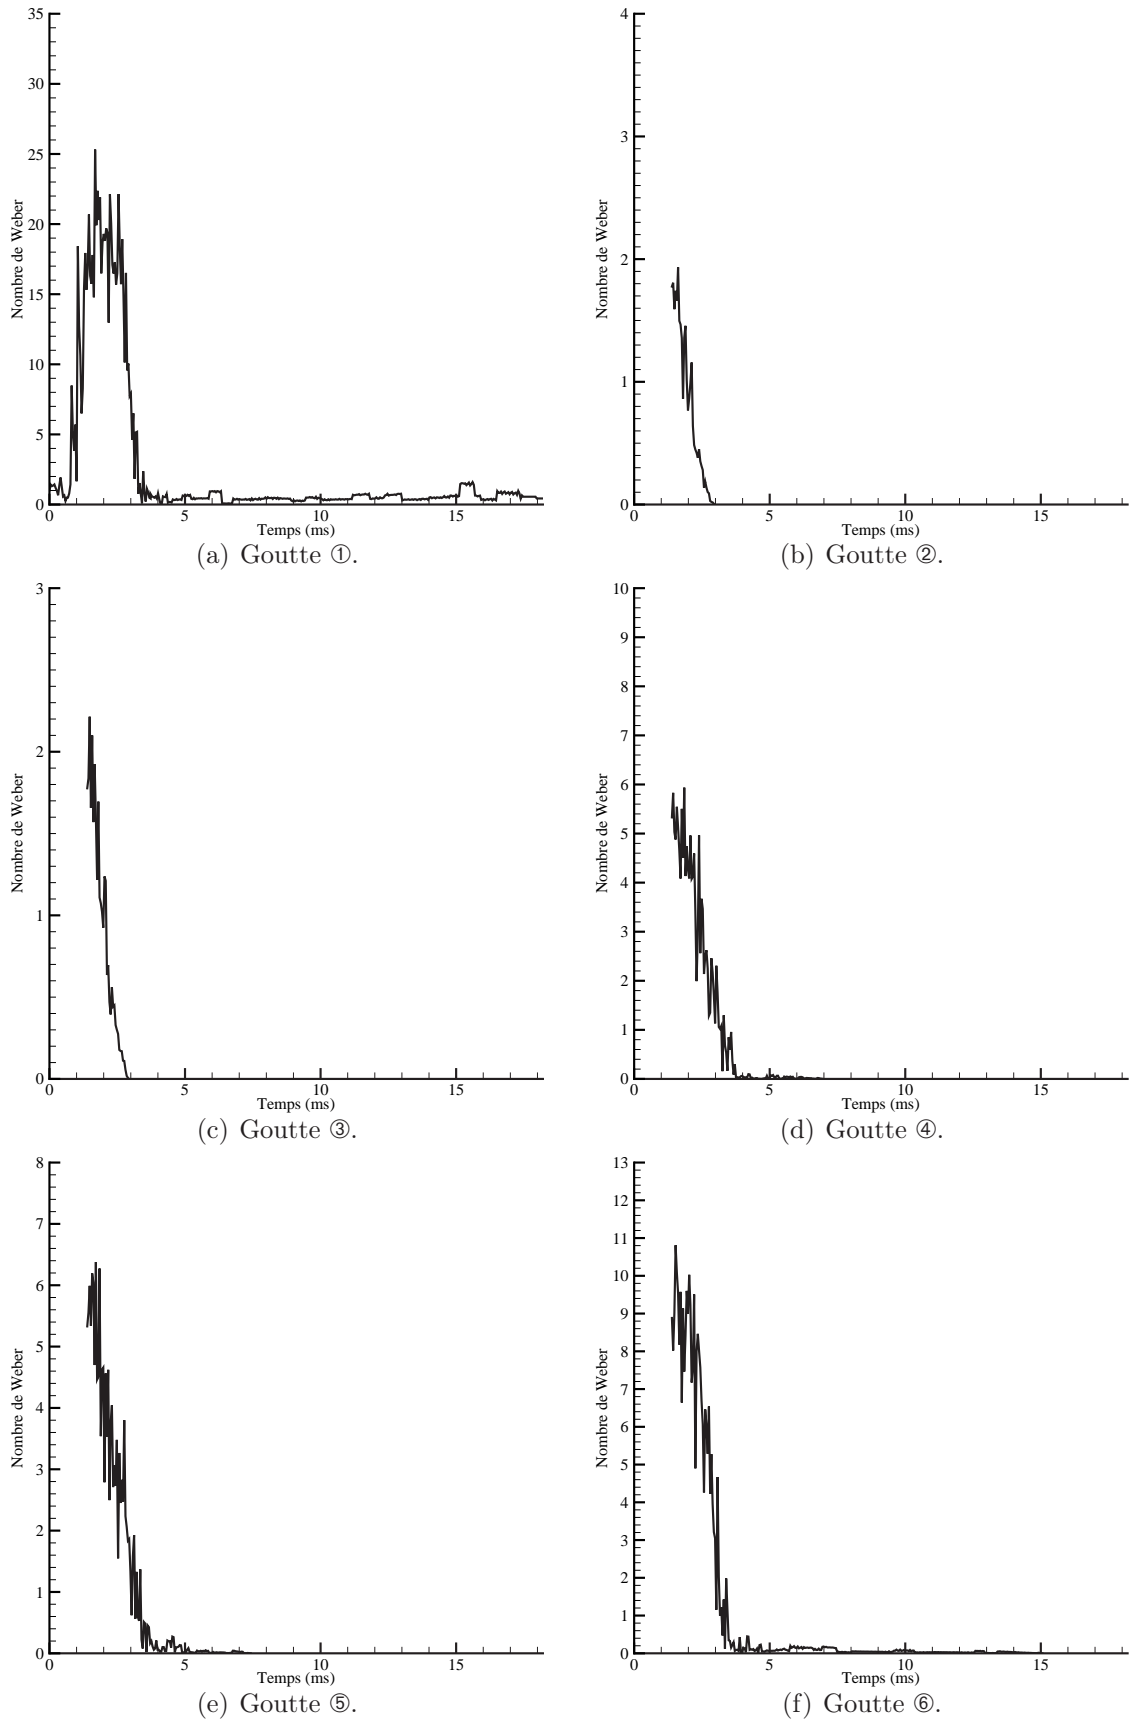 35
30
25
20
15
10
5
0
Nombre de Weber
0 5 10 15
Temps (ms)
(a) Goutte ①.
4
3
2
1
0
Nombre de Weber
0 5 10 15
Temps (ms)
(b) Goutte ②.
3
2
1
0
Nombre de Weber
0 5 10 15
Temps (ms)
(c) Goutte ③.
10
9
8
7
6
5
4
3
2
1
0
Nombre de Weber
0 5 10 15
Temps (ms)
(d) Goutte ④.
8
7
6
5
4
3
2
1
0
Nombre de Weber
0 5 10 15
Temps (ms)
(e) Goutte ⑤.
13
12
11
10
9
8
7
6
5
4
3
2
1
0
Nombre de Weber
0 5 10 15
Temps (ms)
(f) Goutte ⑥.